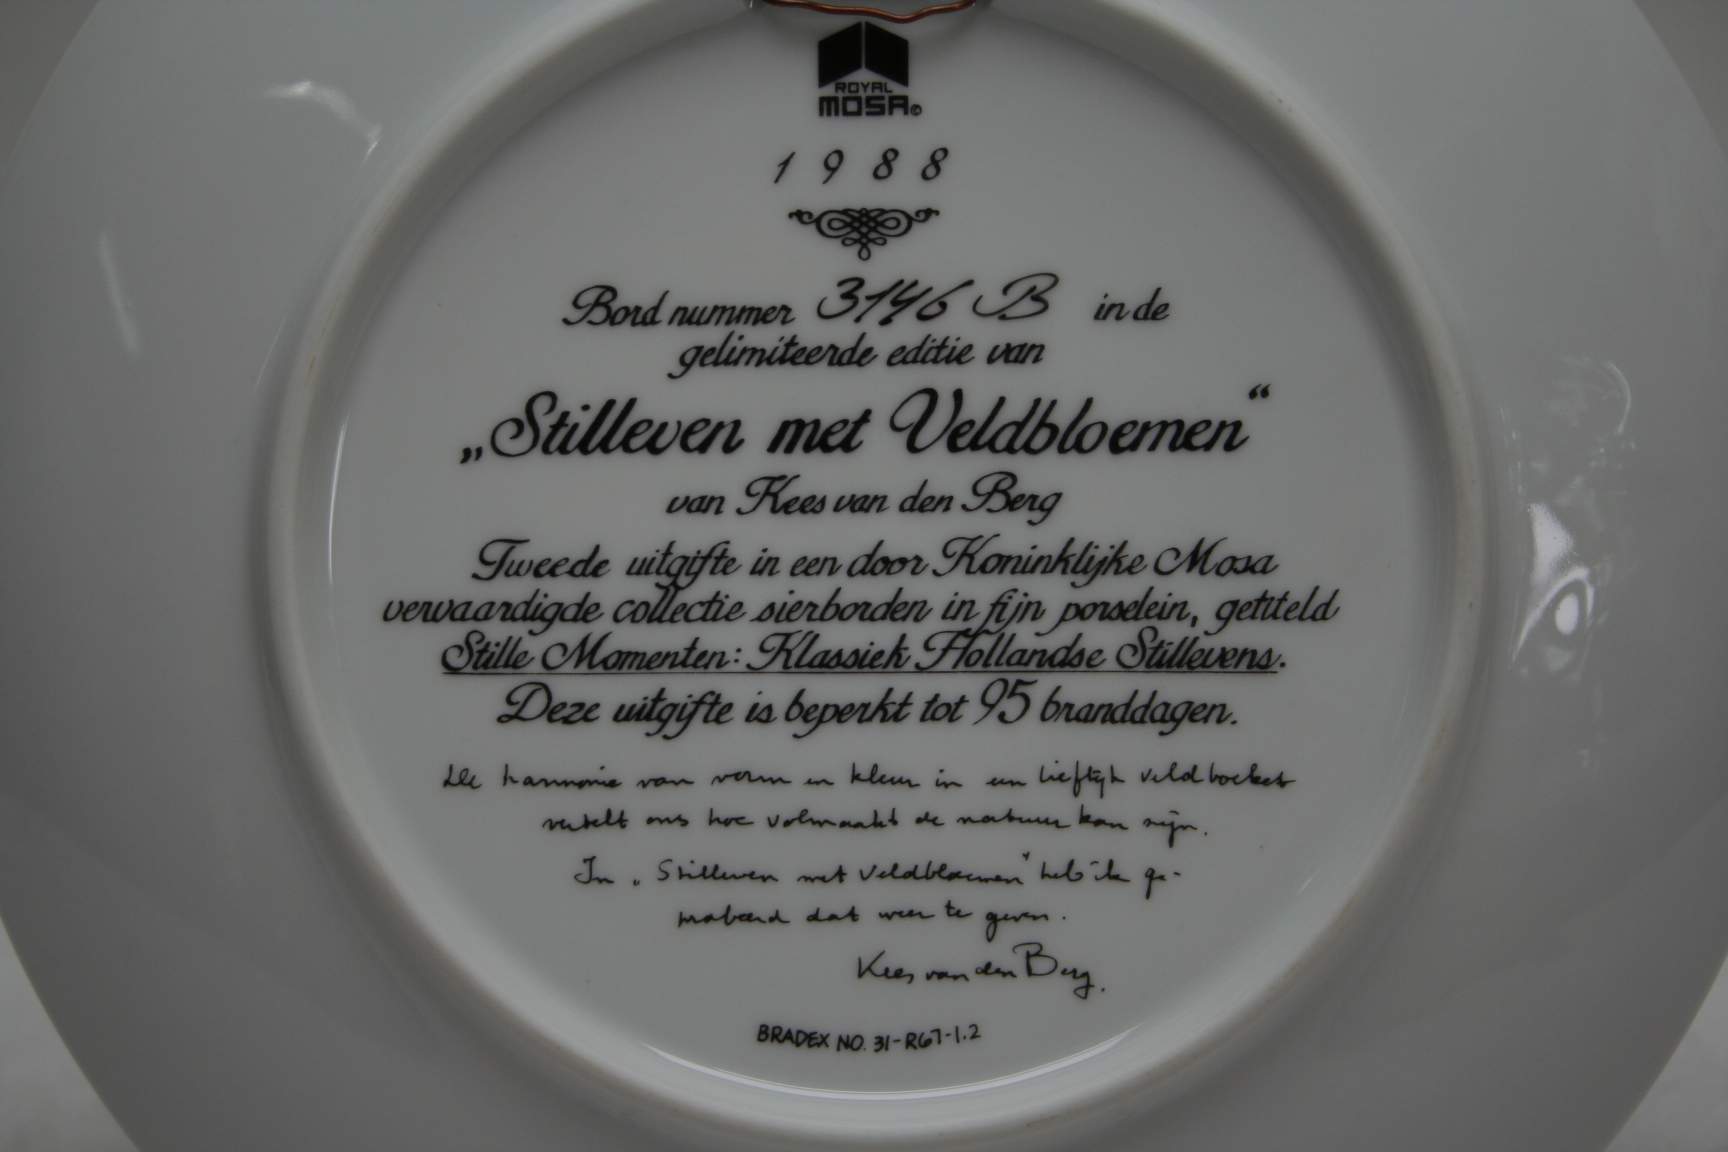 ROYAL
MOSA©
1988
Bord nummer 3146 B in de
gelimiteerde editie van
„Stilleven met Veldbloemen“
van Kees van den Berg
Tweede uitgifte in een door Koninklijke Mosa
vervaardigde collectie sierborden in fijn porselein, getiteld
Stille Momenten: Klassiek Hollandse Stillevens.
Deze uitgifte is beperkt tot 95 branddagen.
De harmonie van vorm en kleur in een lieflijk veldboeket
vertelt ons hoe volmaakt de natuur kan zijn.
In „Stilleven met Veldbloemen“ heb ik ge-
probeerd dat weer te geven.
Kees van den Berg.
BRADEX NO. 31-R67-1.2